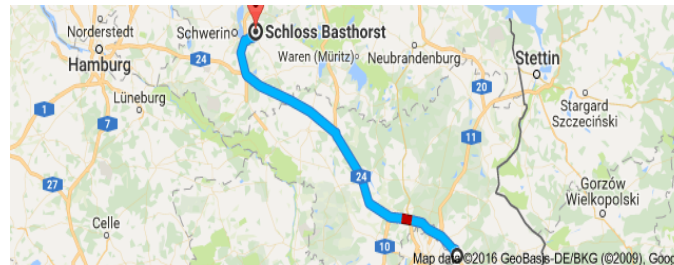 Norderstedt
Schwerin
Schloss Basthorst
Hamburg
24
Waren (Müritz)
Neubrandenburg
Stettin
Lüneburg
20
Stargard
Szczeciński
1
7
11
24
27
Gorzów
Wielkopolski
Celle
10
Map data ©2016 GeoBasis-DE/BKG (©2009), Goog